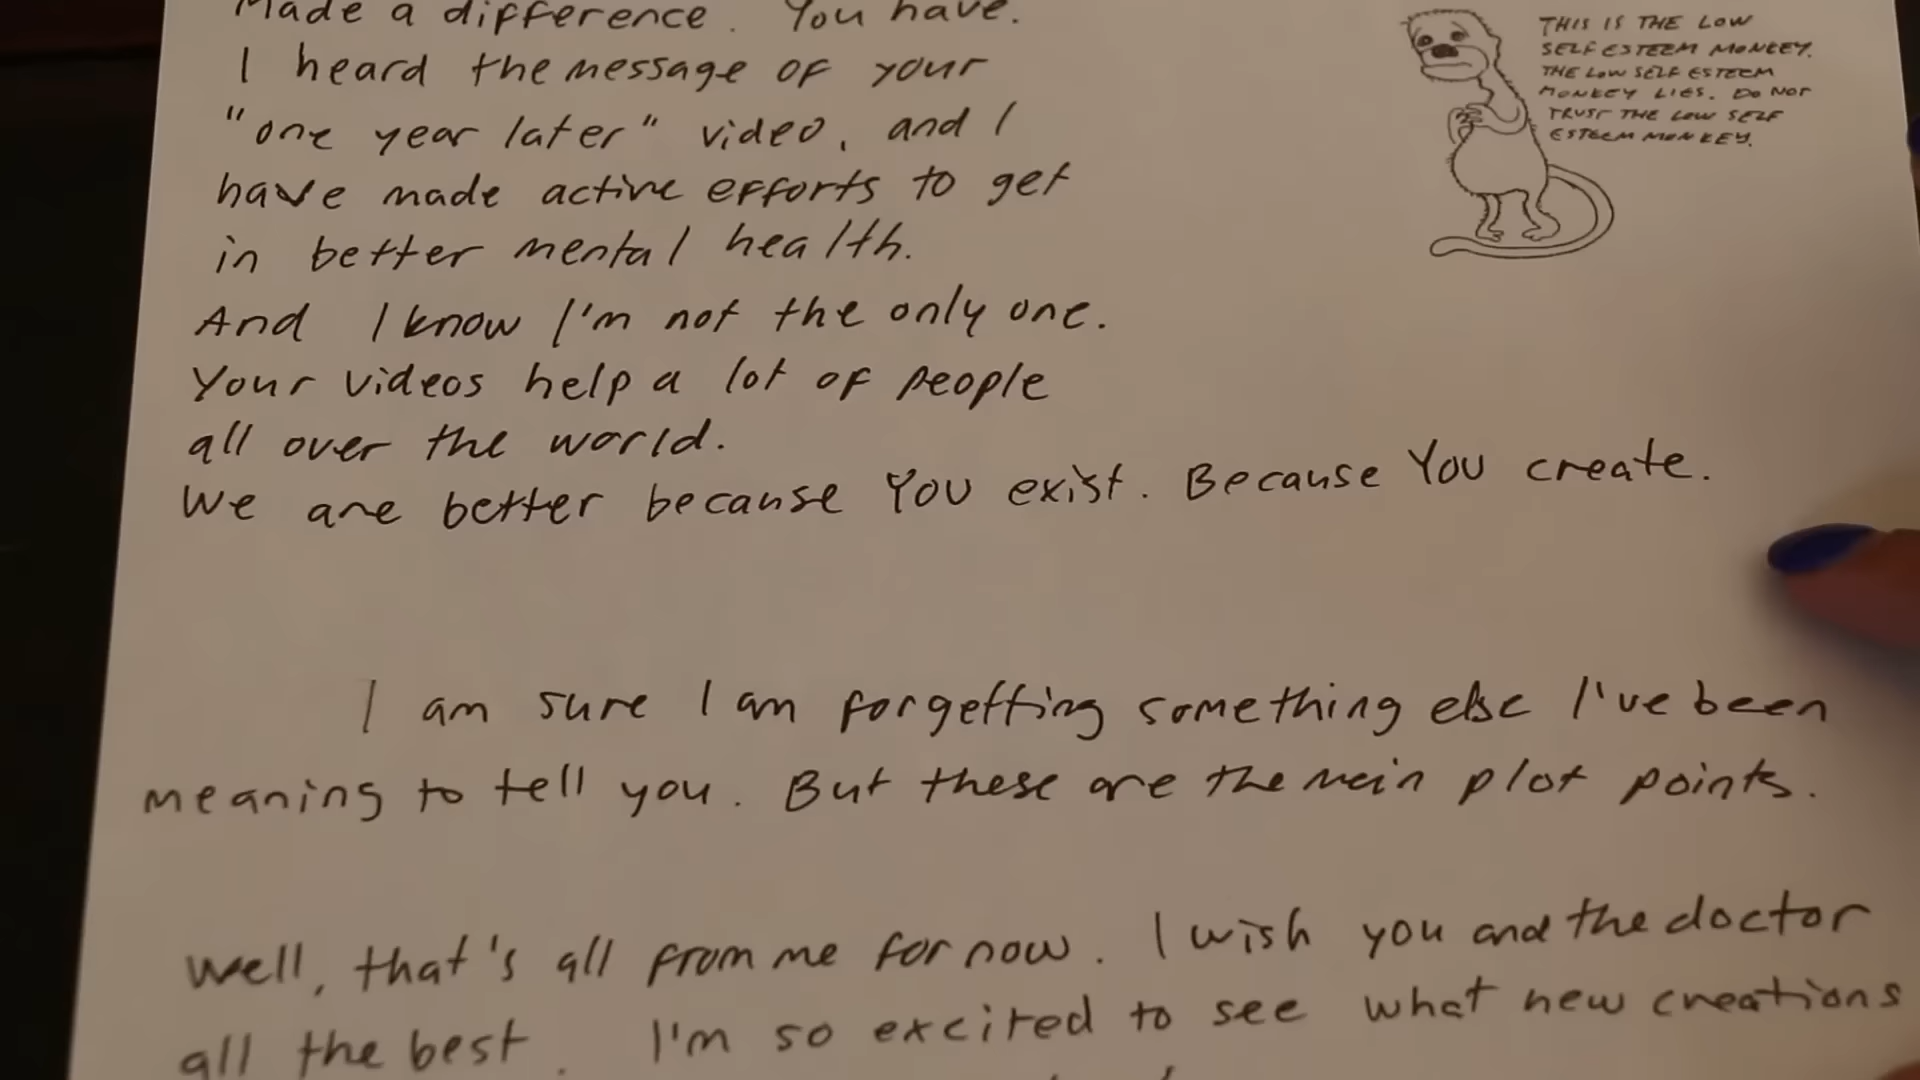 Made a difference. You have.
I heard the message of your
"one year later" video, and I
have made active efforts to get
in better mental health.
And I know I'm not the only one.
Your videos help a lot of people
all over the world.
We are better because YOU exist. Because YOU create.
THIS IS THE LOW
SELF ESTEEM MONKEY.
THE LOW SELF ESTEEM
MONKEY LIES. DO NOT
TRUST THE LOW SELF
ESTEEM MONKEY.
I am sure I am forgetting something else I've been
meaning to tell you. But these are the main plot points.
Well, that's all from me for now. I wish you and the doctor
all the best. I'm so excited to see what new creations